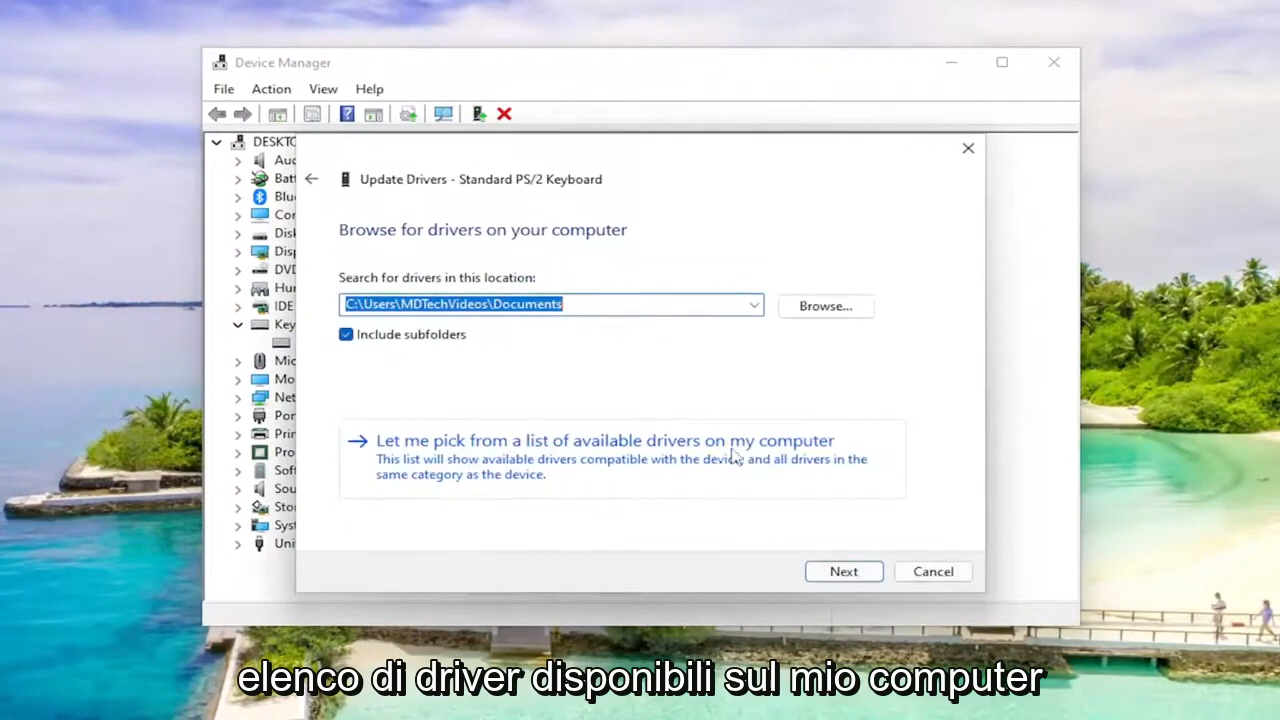 Device Manager
File Action View Help
DESKTO
Aud
Batt
Blu
Co
Disk
Disp
DVD
Hur
IDE
Key
Mic
Mo
Net
Por
Prin
Pro
Soft
Sou
Sto
Syst
Uni
Update Drivers - Standard PS/2 Keyboard
Browse for drivers on your computer
Search for drivers in this location:
C:\Users\MDTechVideos\Documents
Browse...
Include subfolders
Let me pick from a list of available drivers on my computer
This list will show available drivers compatible with the device, and all drivers in the
same category as the device.
Next Cancel
elenco di driver disponibili sul mio computer